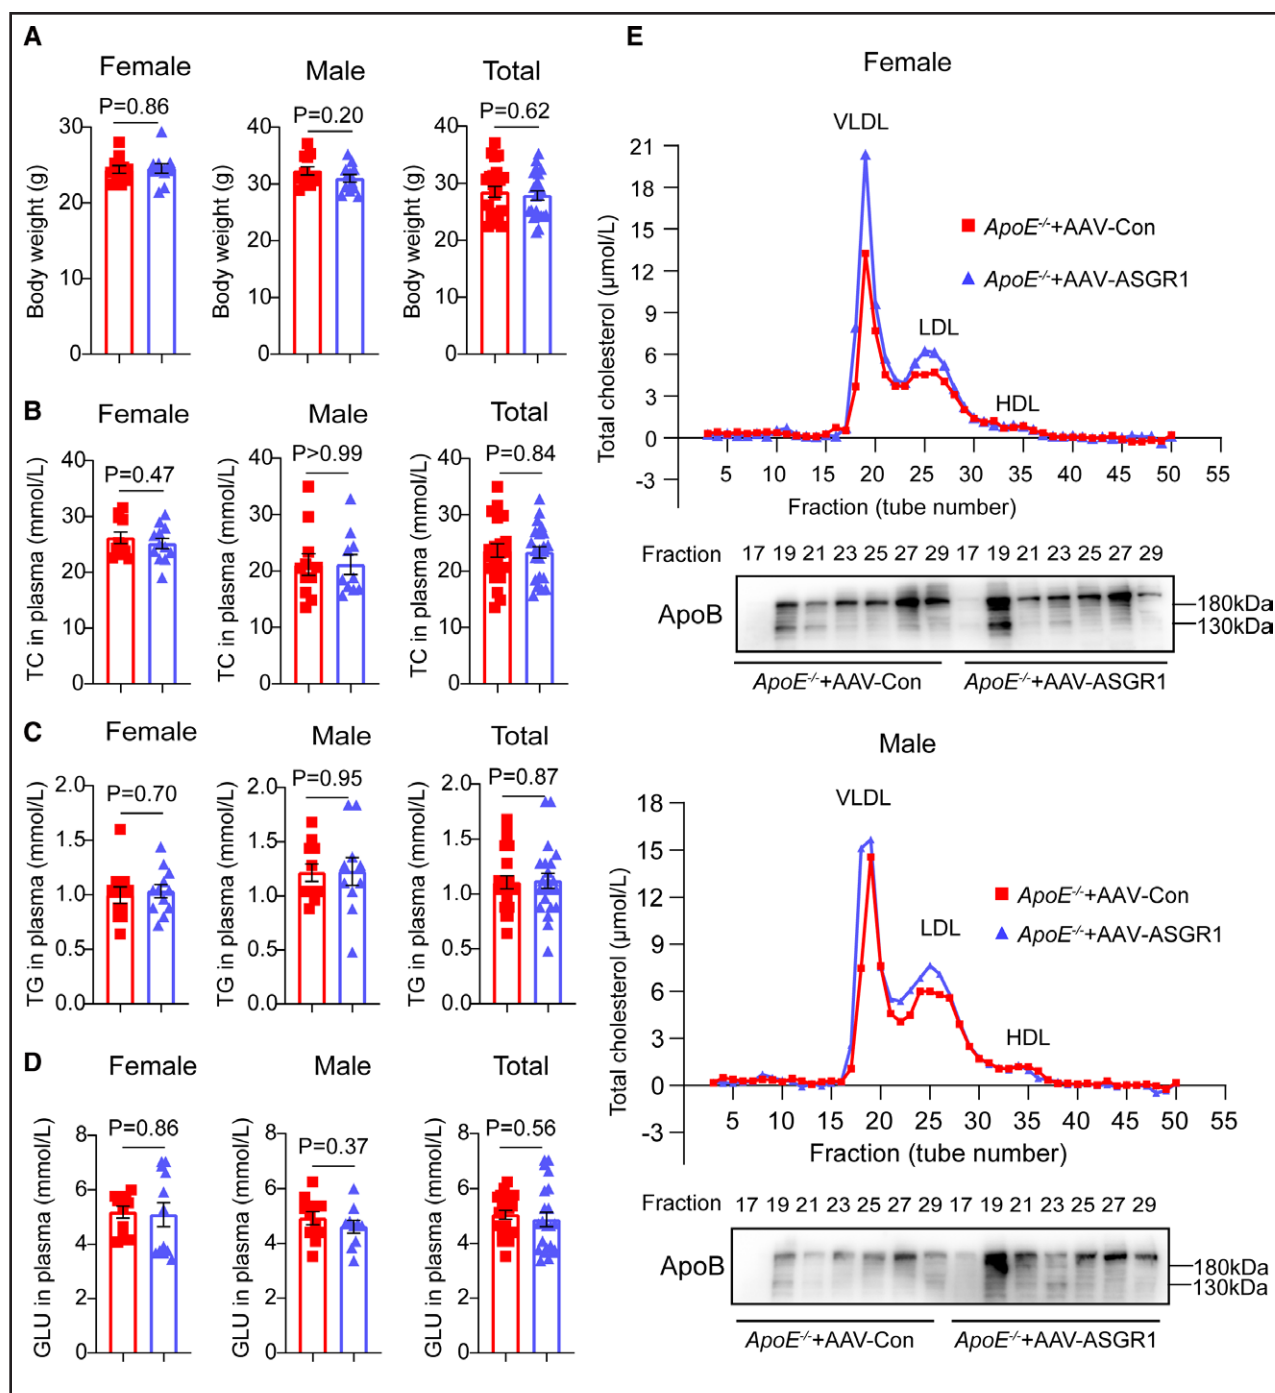 A
Female
Male
Total
P=0.86
P=0.20
P=0.62
Body weight (g)
30
20
10
0
Body weight (g)
40
30
20
10
0
Body weight (g)
40
30
20
10
0
B
Female
Male
Total
P=0.47
P>0.99
P=0.84
TC in plasma (mmol/L)
40
30
20
10
0
TC in plasma (mmol/L)
40
30
20
10
0
TC in plasma (mmol/L)
40
30
20
10
0
C
Female
Male
Total
P=0.70
P=0.95
P=0.87
TG in plasma (mmol/L)
2.0
1.5
1.0
0.5
0.0
TG in plasma (mmol/L)
2.0
1.5
1.0
0.5
0.0
TG in plasma (mmol/L)
2.0
1.5
1.0
0.5
0.0
D
Female
Male
Total
P=0.86
P=0.37
P=0.56
GLU in plasma (mmol/L)
8
6
4
2
0
GLU in plasma (mmol/L)
8
6
4
2
0
GLU in plasma (mmol/L)
8
6
4
2
0
E
Female
VLDL
LDL
HDL
ApoE-/-+AAV-Con
ApoE-/-+AAV-ASGR1
Total cholesterol (μmol/L)
21
18
15
12
9
6
3
0
-3
5 10 15 20 25 30 35 40 45 50 55
Fraction (tube number)
Fraction 17 19 21 23 25 27 29 17 19 21 23 25 27 29
ApoB
180kDa
130kDa
ApoE-/-+AAV-Con ApoE-/-+AAV-ASGR1
Male
VLDL
LDL
HDL
ApoE-/-+AAV-Con
ApoE-/-+AAV-ASGR1
Total cholesterol (μmol/L)
18
15
12
9
6
3
0
-3
5 10 15 20 25 30 35 40 45 50 55
Fraction (tube number)
Fraction 17 19 21 23 25 27 29 17 19 21 23 25 27 29
ApoB
180kDa
130kDa
ApoE-/-+AAV-Con ApoE-/-+AAV-ASGR1